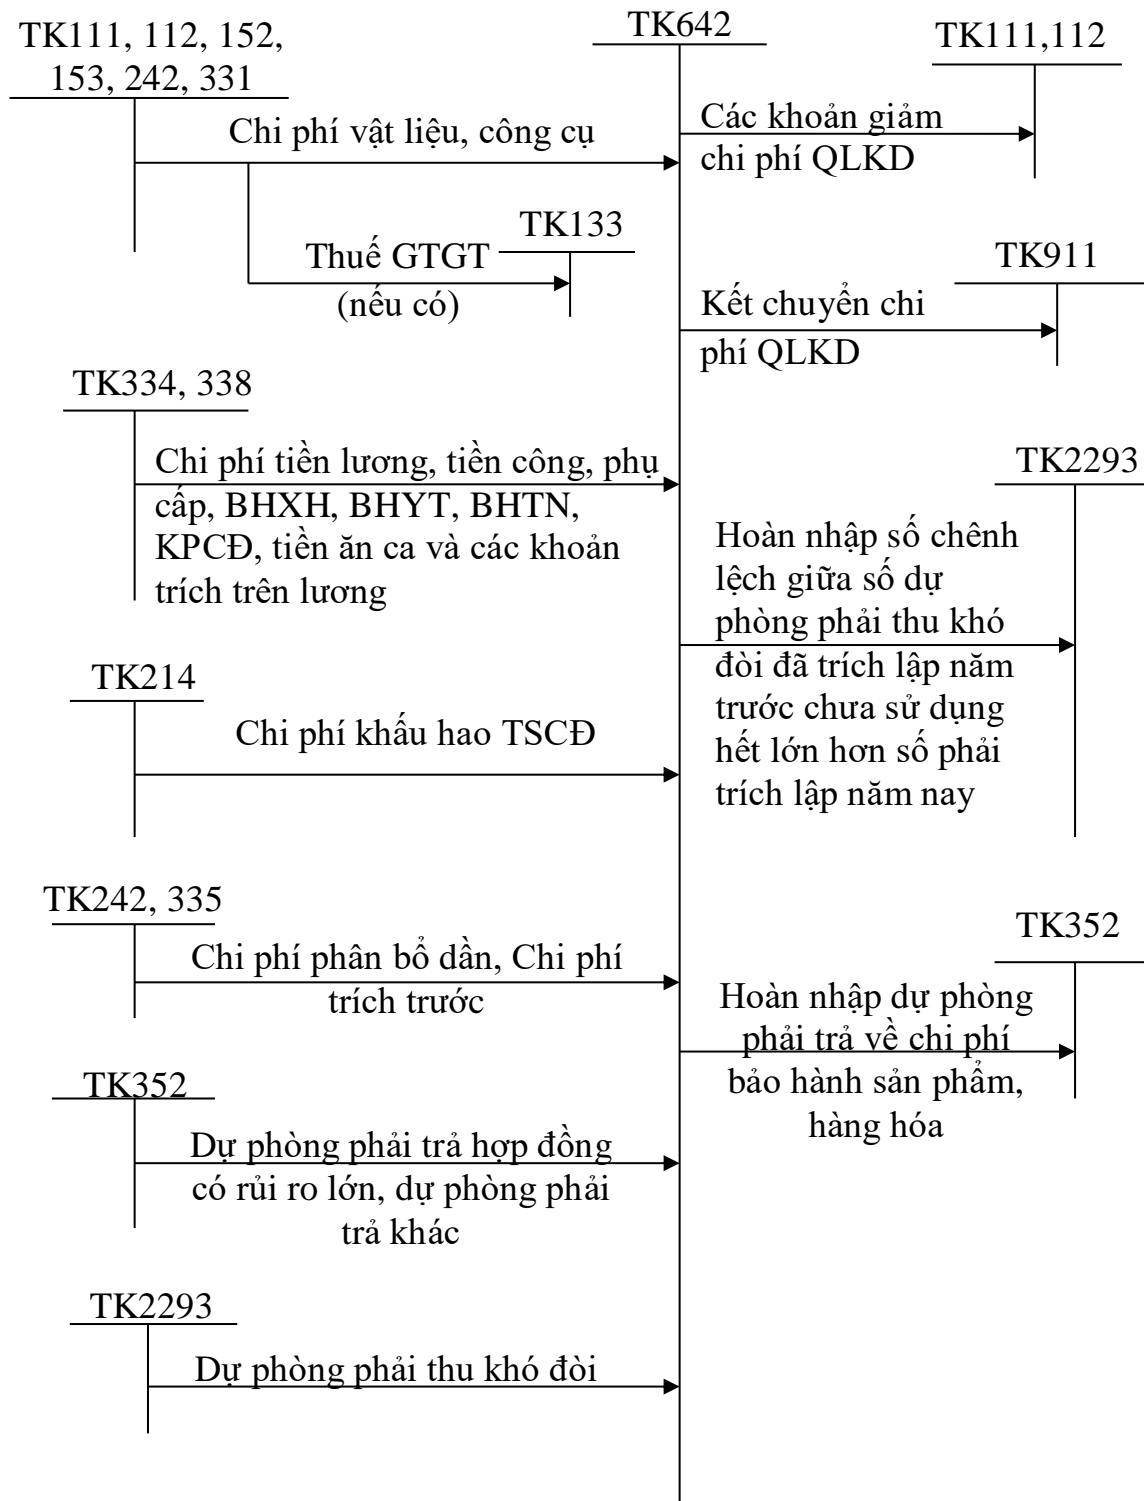 TK111, 112, 152,
153, 242, 331
TK642
TK111,112
Chi phí vật liệu, công cụ
Các khoản giảm
chi phí QLKD
TK133
Thuế GTGT
(nếu có)
TK911
Kết chuyển chi
phí QLKD
TK334, 338
Chi phí tiền lương, tiền công, phụ
cấp, BHXH, BHYT, BHTN,
KPCĐ, tiền ăn ca và các khoản
trích trên lương
TK2293
Hoàn nhập số chênh
lệch giữa số dự
phòng phải thu khó
đòi đã trích lập năm
trước chưa sử dụng
hết lớn hơn số phải
trích lập năm nay
TK214
Chi phí khấu hao TSCĐ
TK242, 335
Chi phí phân bổ dần, Chi phí
trích trước
TK352
Hoàn nhập dự phòng
phải trả về chi phí
bảo hành sản phẩm,
hàng hóa
TK352
Dự phòng phải trả hợp đồng
có rủi ro lớn, dự phòng phải
trả khác
TK2293
Dự phòng phải thu khó đòi